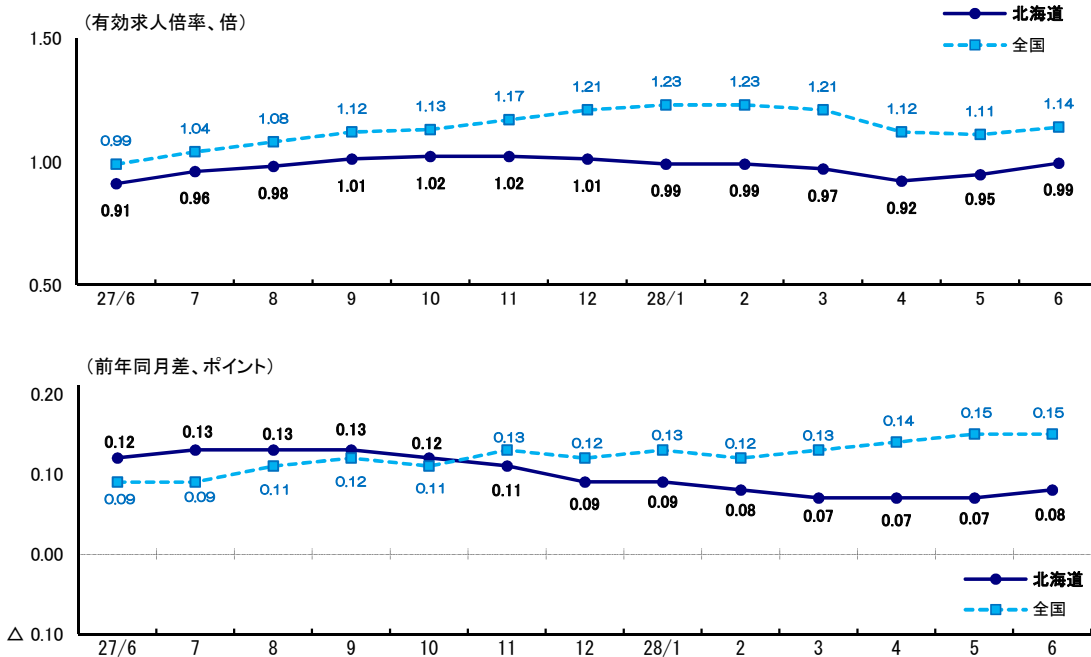 (有効求人倍率、倍)
北海道
全国
1.50
1.00
0.50
0.99 1.04 1.08 1.12 1.13 1.17 1.21 1.23 1.23 1.21 1.12 1.11 1.14
0.91 0.96 0.98 1.01 1.02 1.02 1.01 0.99 0.99 0.97 0.92 0.95 0.99
27/6 7 8 9 10 11 12 28/1 2 3 4 5 6
(前年同月差、ポイント)
0.20
0.10
0.00
△ 0.10
0.12 0.13 0.13 0.13 0.12 0.11 0.09 0.09 0.08 0.07 0.07 0.07 0.08
0.09 0.09 0.11 0.12 0.11 0.13 0.12 0.13 0.12 0.13 0.14 0.15 0.15
北海道
全国
27/6 7 8 9 10 11 12 28/1 2 3 4 5 6